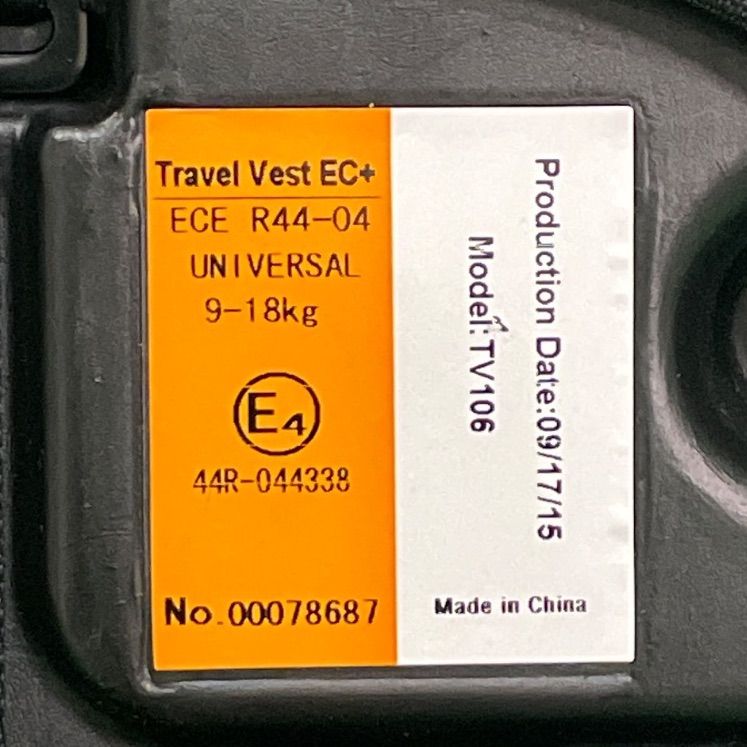 Travel Vest EC+
ECE R44-04
UNIVERSAL
9-18kg
E4
44R-044338
No.00078687
Production Date:09/17/15
Model:TV106
Made in China